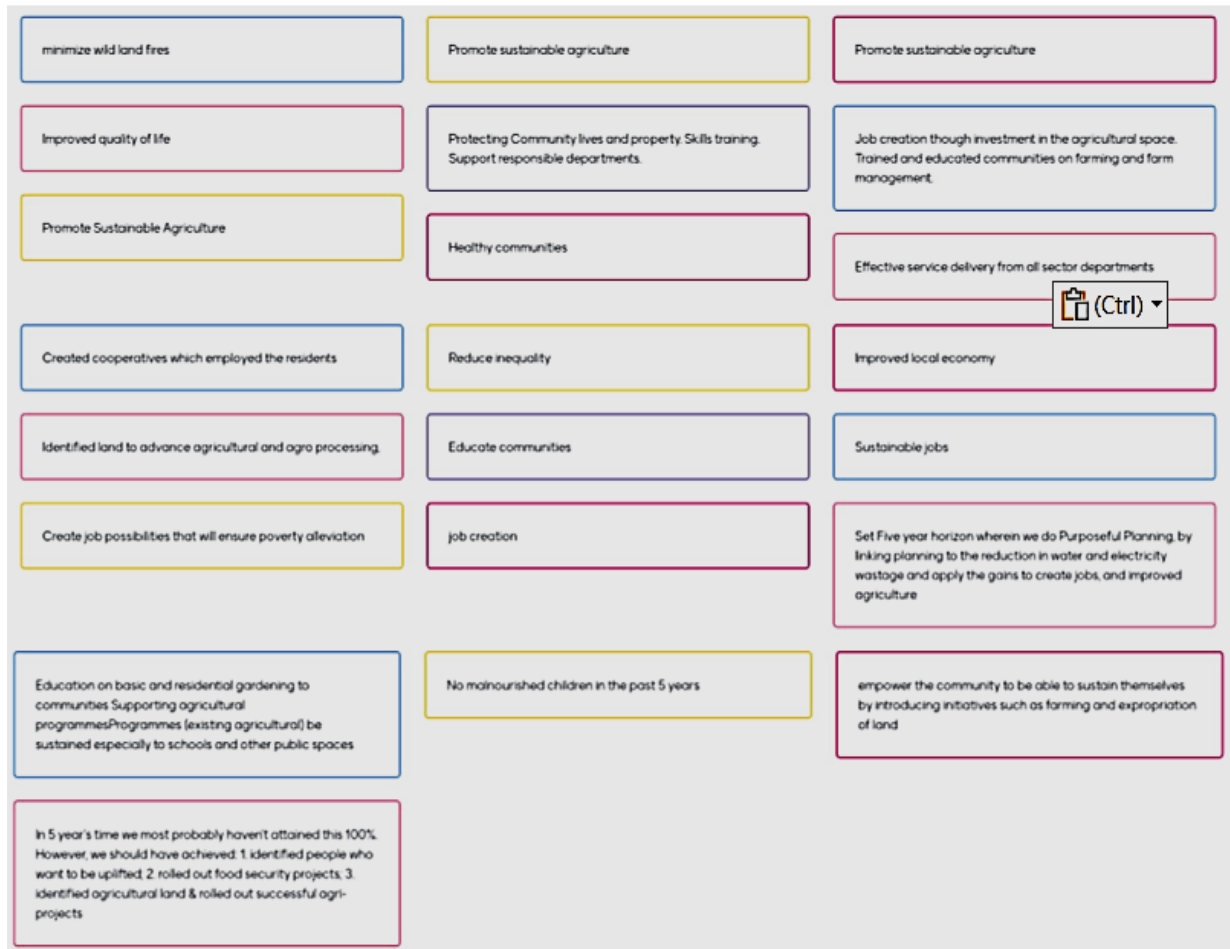 minimize wild land fires
Promote sustainable agriculture
Promote sustainable agriculture
Improved quality of life
Protecting Community lives and property. Skills training.
Support responsible departments.
Job creation though investment in the agricultural space.
Trained and educated communities on farming and farm
management.
Promote Sustainable Agriculture
Healthy communities
Effective service delivery from all sector departments
(Ctrl)
Created cooperatives which employed the residents
Reduce inequality
Improved local economy
Identified land to advance agricultural and agro processing,
Educate communities
Sustainable jobs
Create job possibilities that will ensure poverty alleviation
job creation
Set Five year horizon wherein we do Purposeful Planning, by
linking planning to the reduction in water and electricity
wastage and apply the gains to create jobs, and improved
agriculture
Education on basic and residential gardening to
communities Supporting agricultural
programmesProgrammes (existing agricultural) be
sustained especially to schools and other public spaces
No malnourished children in the past 5 years
empower the community to be able to sustain themselves
by introducing initiatives such as farming and expropriation
of land
In 5 year's time we most probably haven't attained this 100%.
However, we should have achieved: 1. identified people who
want to be uplifted, 2. rolled out food security projects, 3.
identified agricultural land & rolled out successful agri-
projects